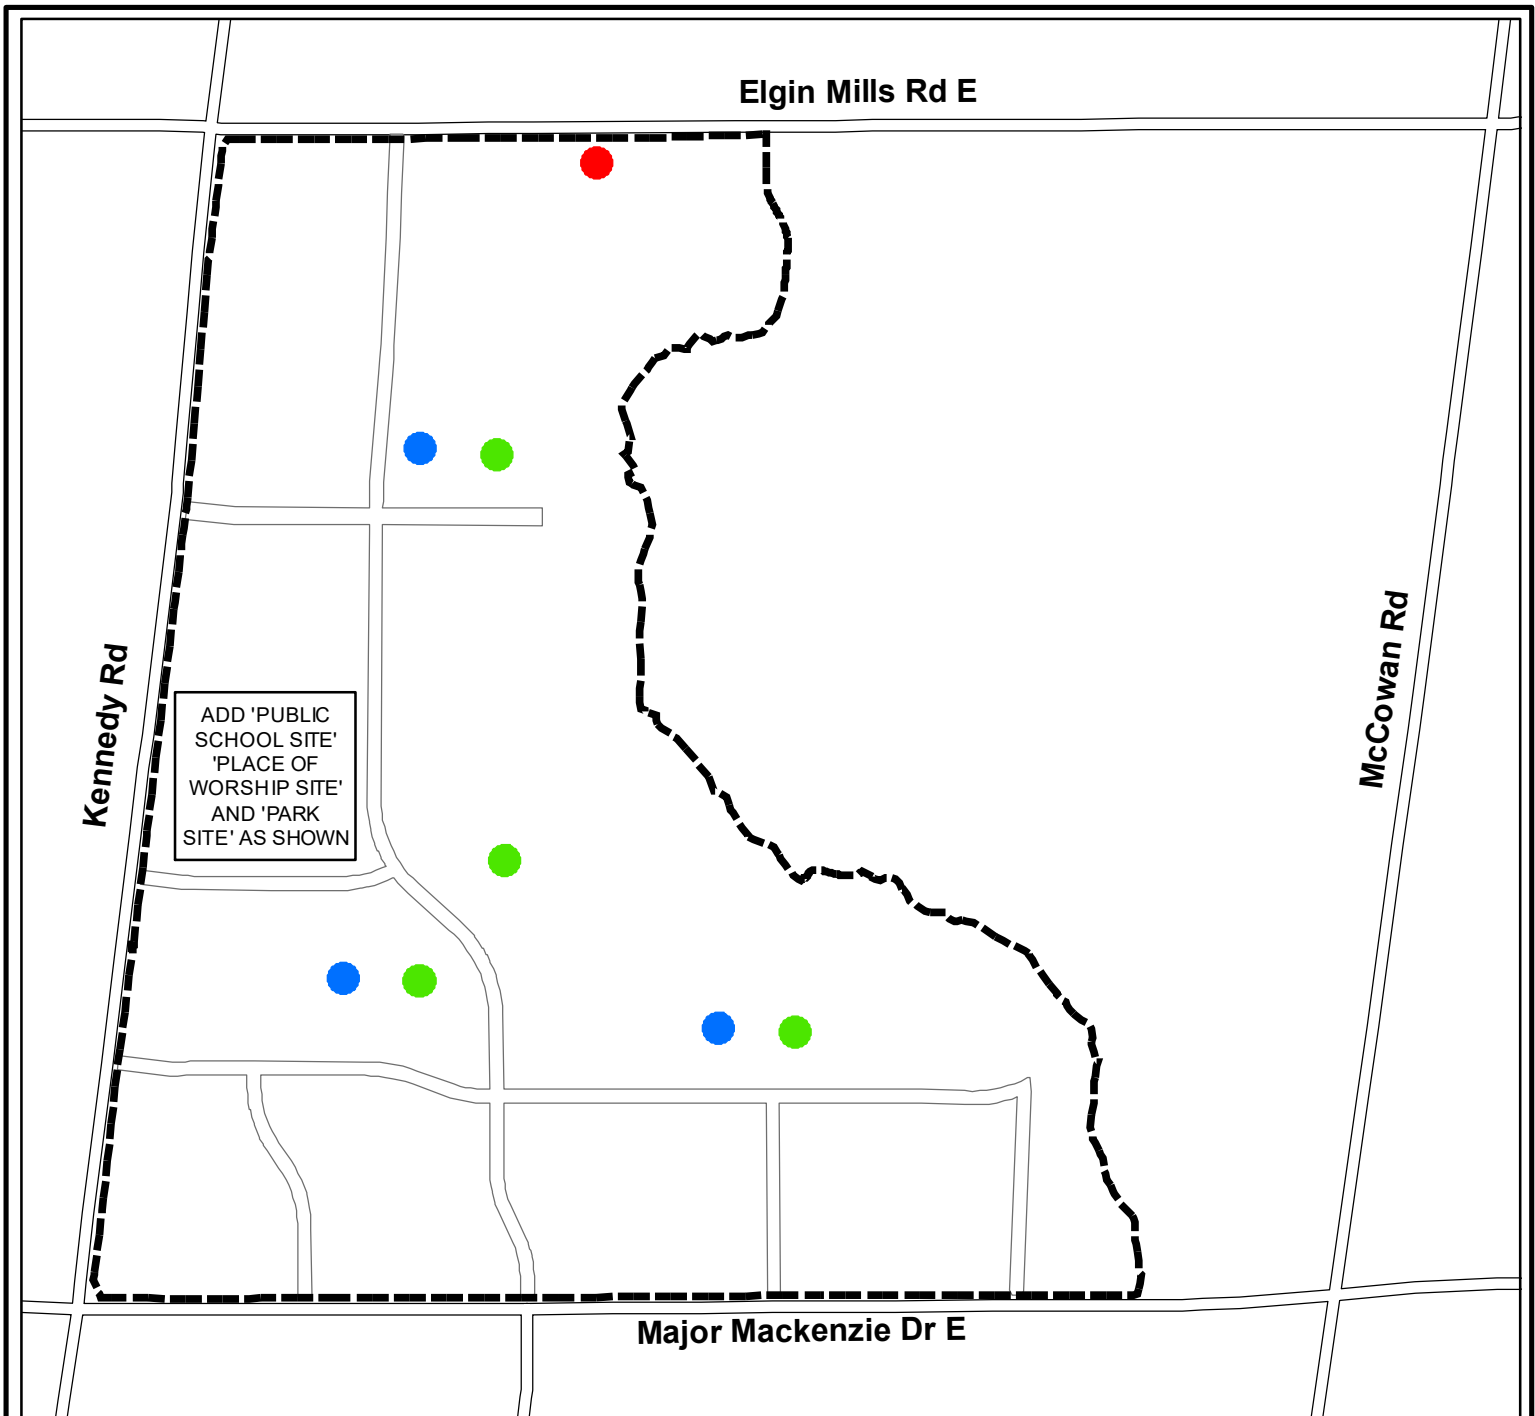 Elgin Mills Rd E
Kennedy Rd
McCowan Rd
ADD 'PUBLIC
SCHOOL SITE'
'PLACE OF
WORSHIP SITE'
AND 'PARK
SITE' AS SHOWN
Major Mackenzie Dr E